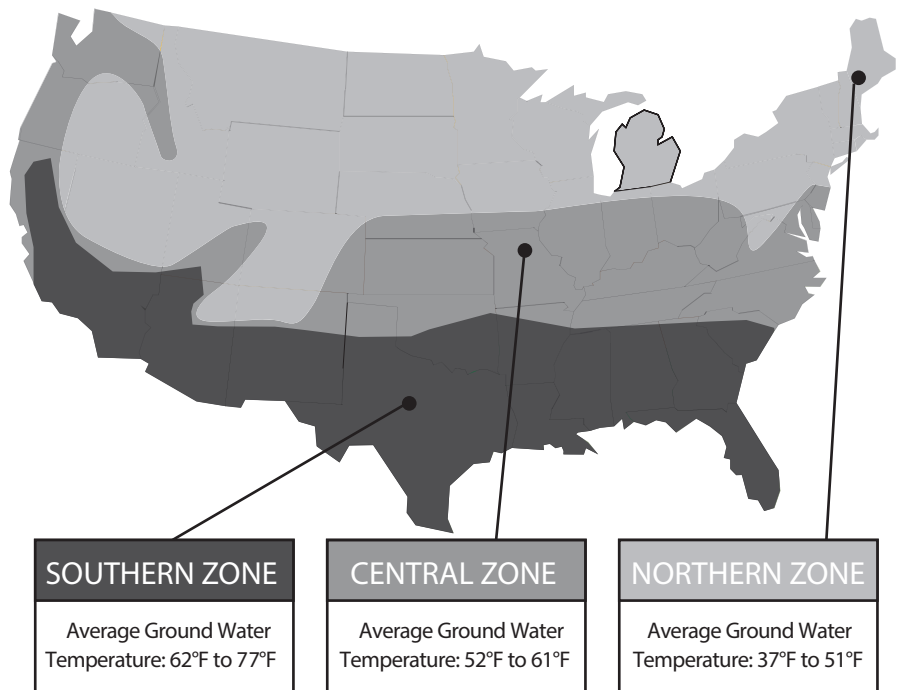 SOUTHERN ZONE
Average Ground Water
Temperature: 62°F to 77°F
CENTRAL ZONE
Average Ground Water
Temperature: 52°F to 61°F
NORTHERN ZONE
Average Ground Water
Temperature: 37°F to 51°F